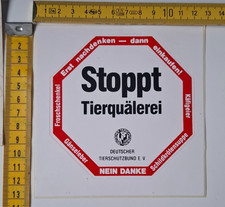 Erst nachdenken – dann einkaufen!
Froschschenkel
Stoppt
Tierquälerei
Käfigeier
DEUTSCHER
TIERSCHUTZBUND E. V.
Gänseleber
Schildkrötensuppe
NEIN DANKE